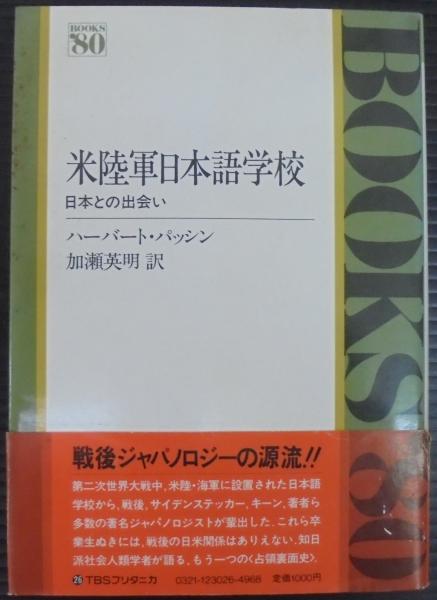 BOOKS
'80
米陸軍日本語学校
日本との出会い
ハーバート・パッシン
加瀬英明 訳
BOOKS '80
戦後ジャパノロジーの源流!!
第二次世界大戦中，米陸・海軍に設置された日本語
学校から，戦後，サイデンステッカー，キーン，著者ら
多数の著名ジャパノロジストが輩出した．これら卒
業生ぬきには，戦後の日米関係はありえない．知日
派社会人類学者が語る，もう一つの〈占領裏面史〉．
26 TBSブリタニカ 0321-123026-4968 定価1000円